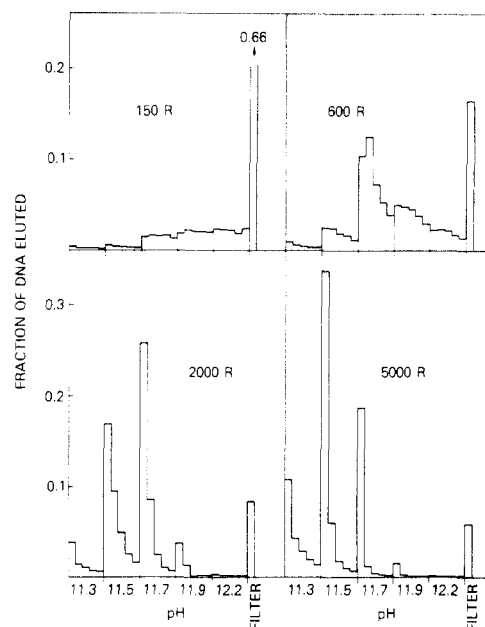 0.66
0.2
150 R
600 R
0.1
FRACTION OF DNA ELUTED
0.3
2000 R
5000 R
0.2
0.1
11.3 11.5 11.7 11.9 12.2 FILTER 11.3 11.5 11.7 11.9 12.2 FILTER
pH pH